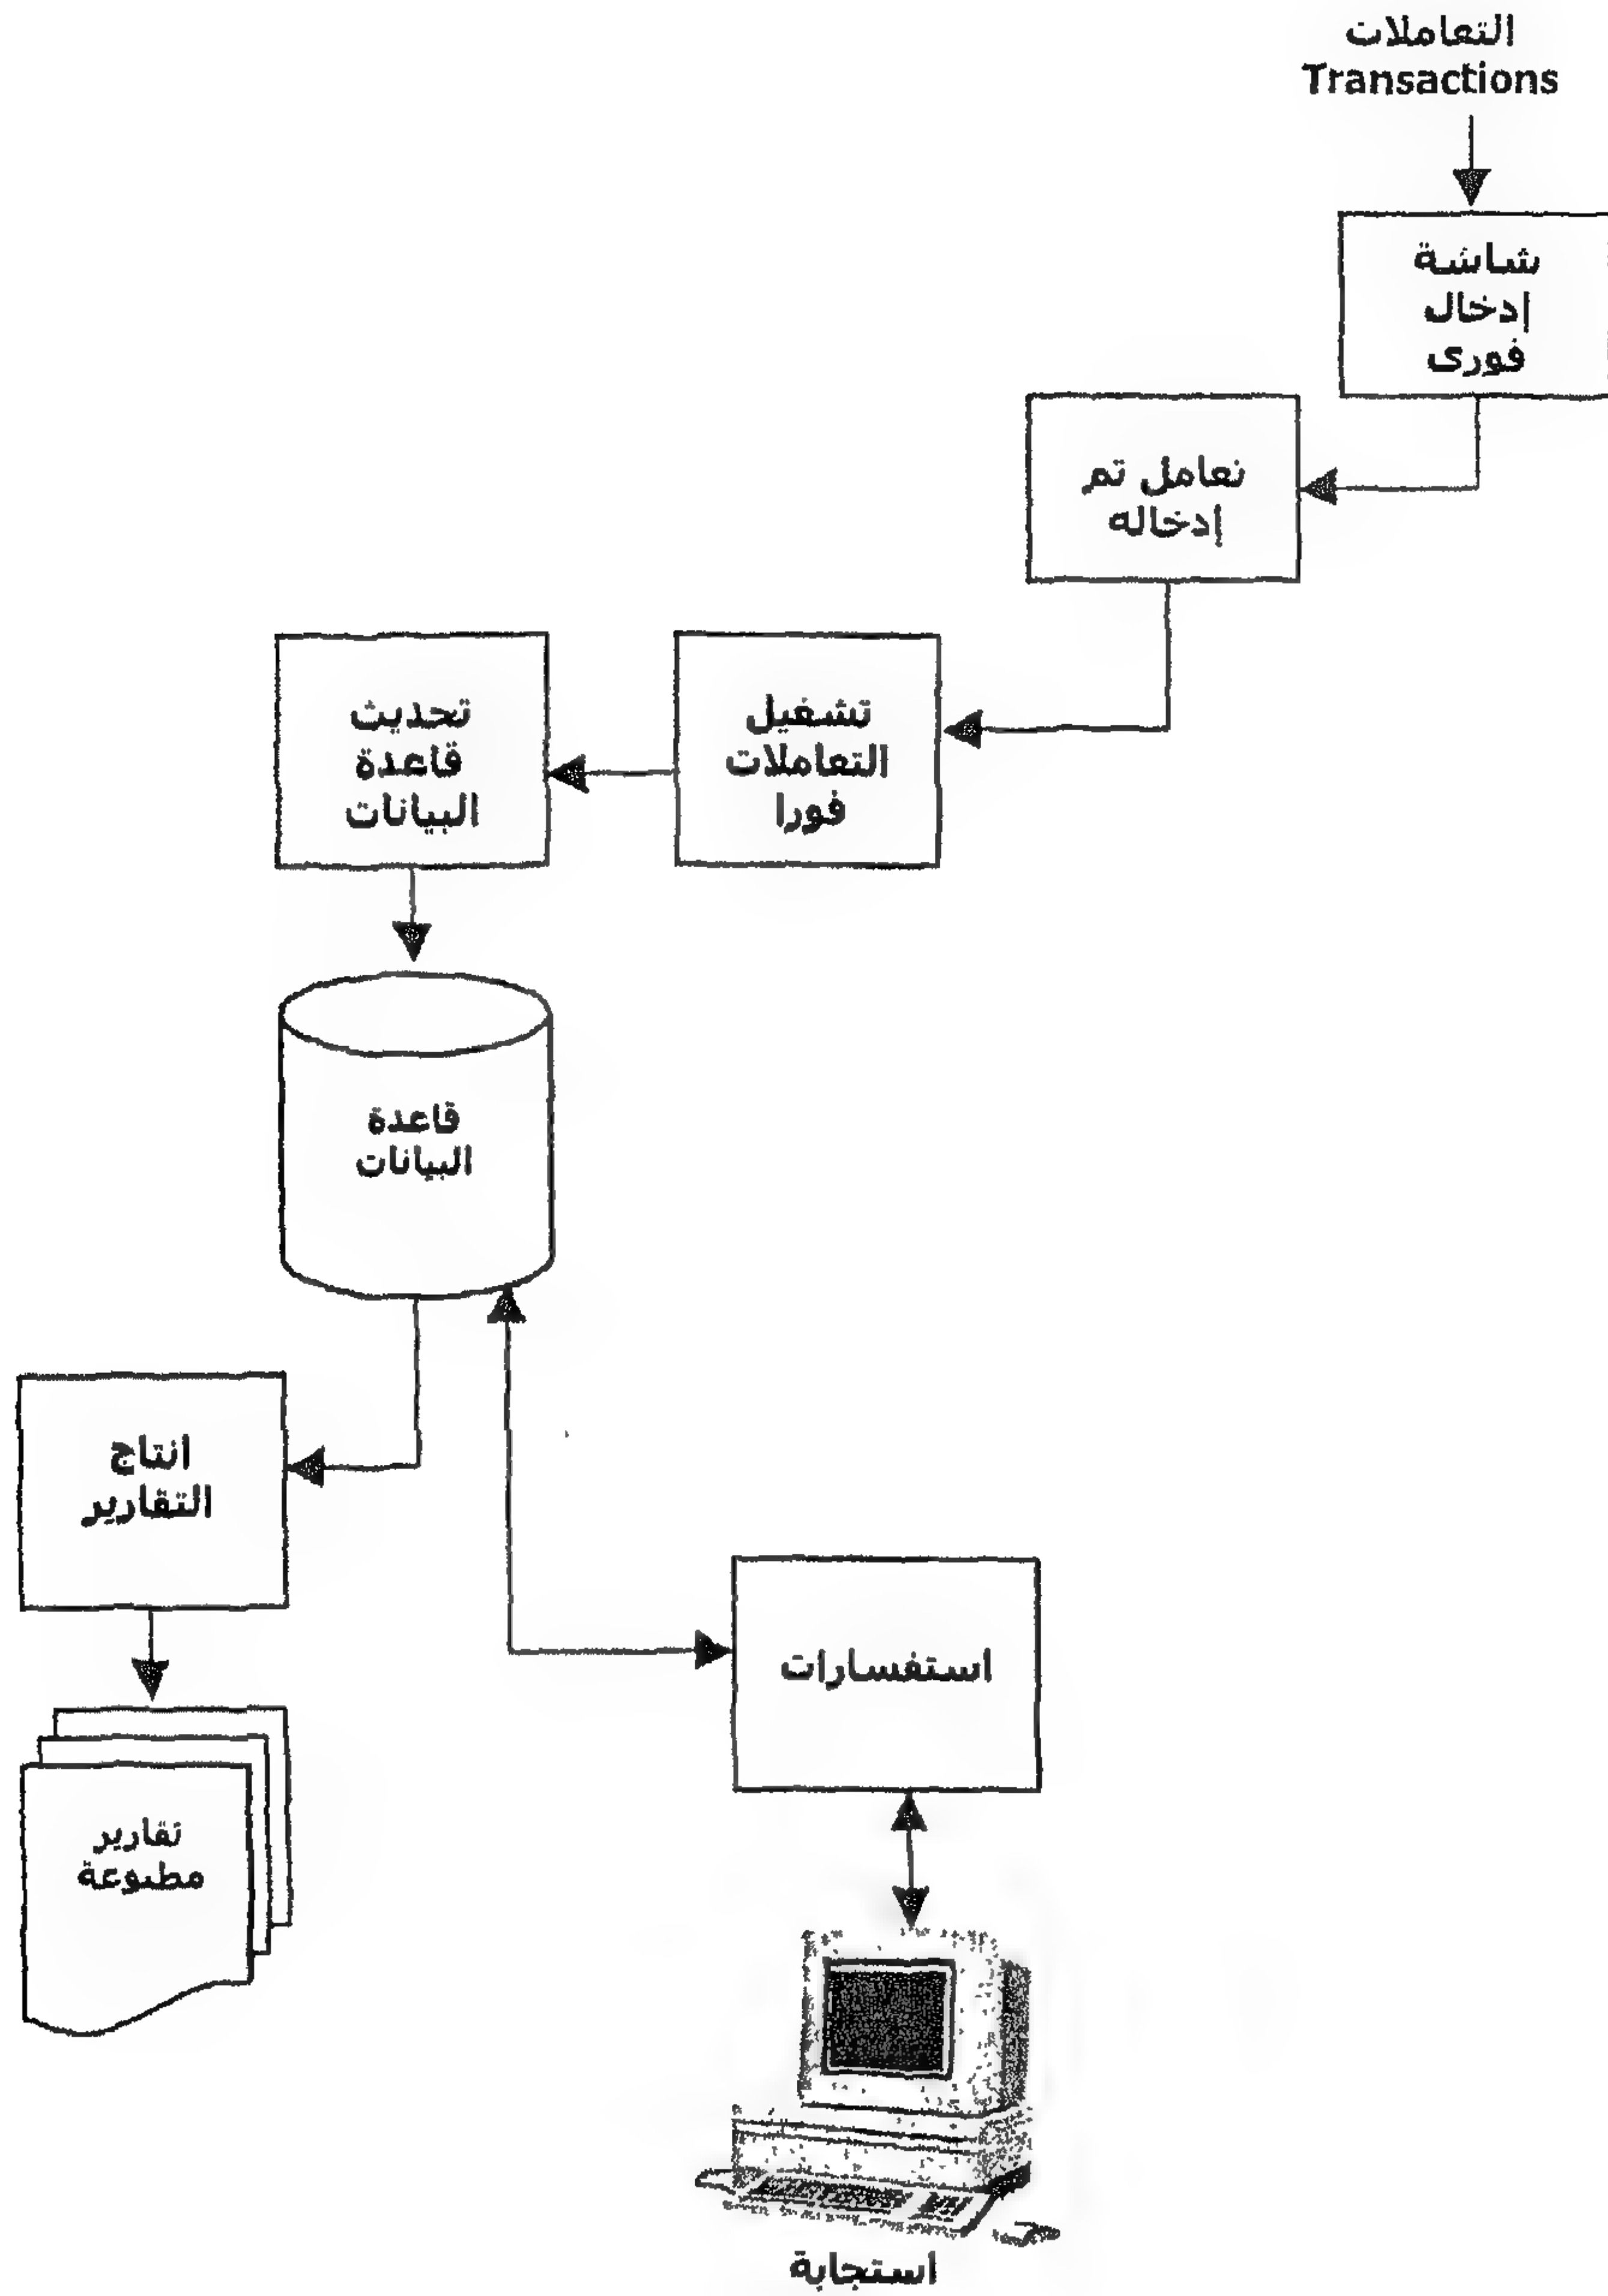 التعاملات
Transactions
شاشة
إدخال
فورى
تعامل تم
إدخاله
تشغيل
التعاملات
فورا
تحديث
قاعدة
البيانات
قاعدة
البيانات
انتاج
التقارير
استفسارات
تقارير
مطبوعة
استجابة